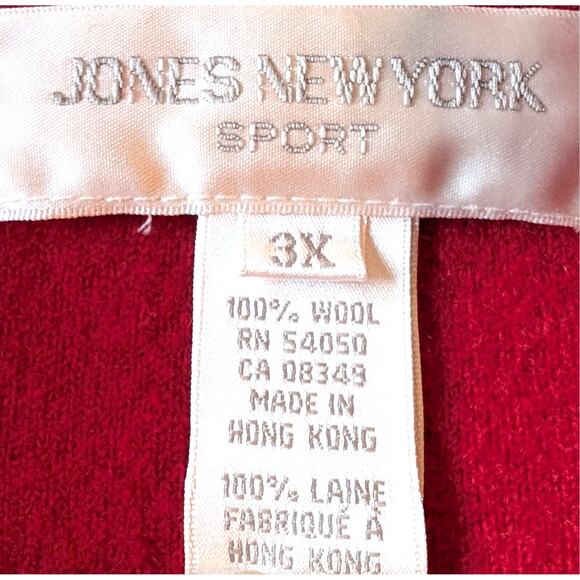 JONES NEW YORK
SPORT
3X
100% WOOL
RN 54050
CA 08349
MADE IN
HONG KONG
100% LAINE
FABRIQUÉ À
HONG KONG